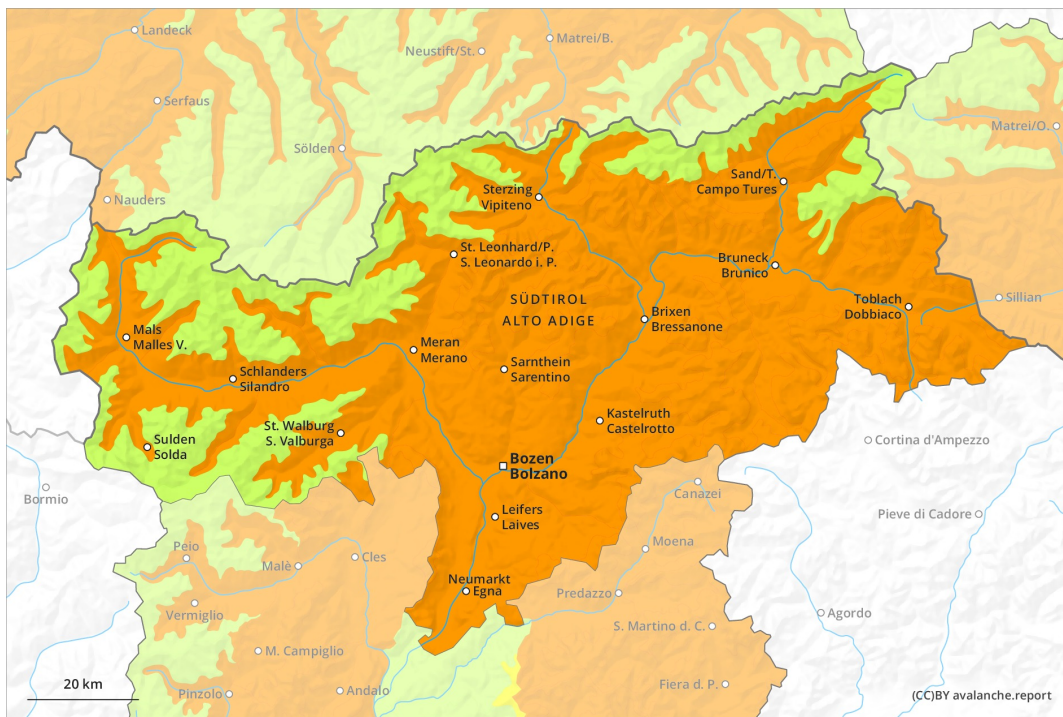 Landeck
Matrei/B.
Neustift/St.
Serfaus
Matrei/O.
Sölden
Sand/T.
Campo Tures
Sterzing
Vipiteno
Nauders
St. Leonhard/P.
S. Leonardo i. P.
Bruneck
Brunico
SÜDTIROL
ALTO ADIGE
Toblach
Dobbiaco
Sillian
Brixen
Bressanone
Mals
Malles V.
Meran
Merano
Sarnthein
Sarentino
Schlanders
Silandro
Kastelruth
Castelrotto
St. Walburg
S. Valburga
Sulden
Solda
Cortina d'Ampezzo
Bozen
Bolzano
Bormio
Canazei
Leifers
Laives
Pieve di Cadore
Moena
Peio
Cles
Malè
Neumarkt
Egna
Predazzo
Vermiglio
Agordo
S. Martino d. C.
M. Campiglio
20 km
Pinzolo
Andalo
Fiera d. P.
(CC)BY avalanche.report